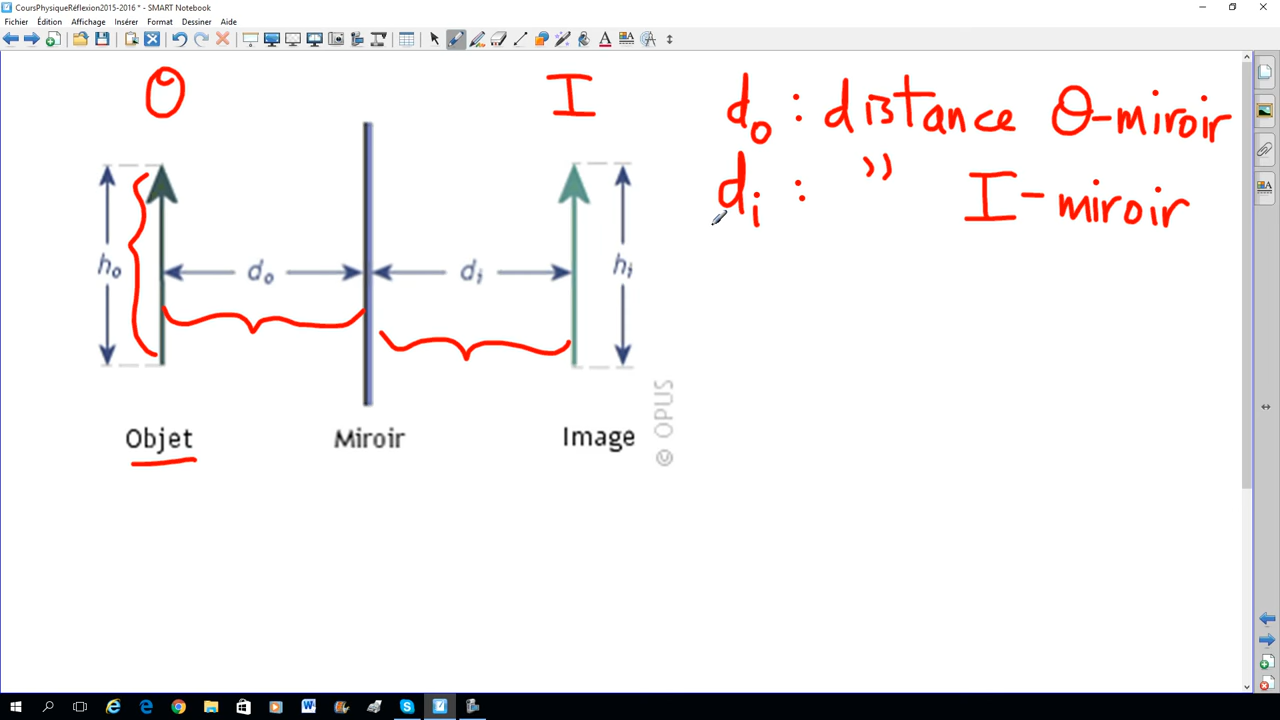 CoursPhysiqueRéflexion2015-2016 * - SMART Notebook
Fichier Édition Affichage Insérer Format Dessiner Aide
O I
d₀ : distance O-miroir
dᵢ : " I-miroir
hₒ dₒ dᵢ hᵢ
Objet Miroir Image
© OPUS